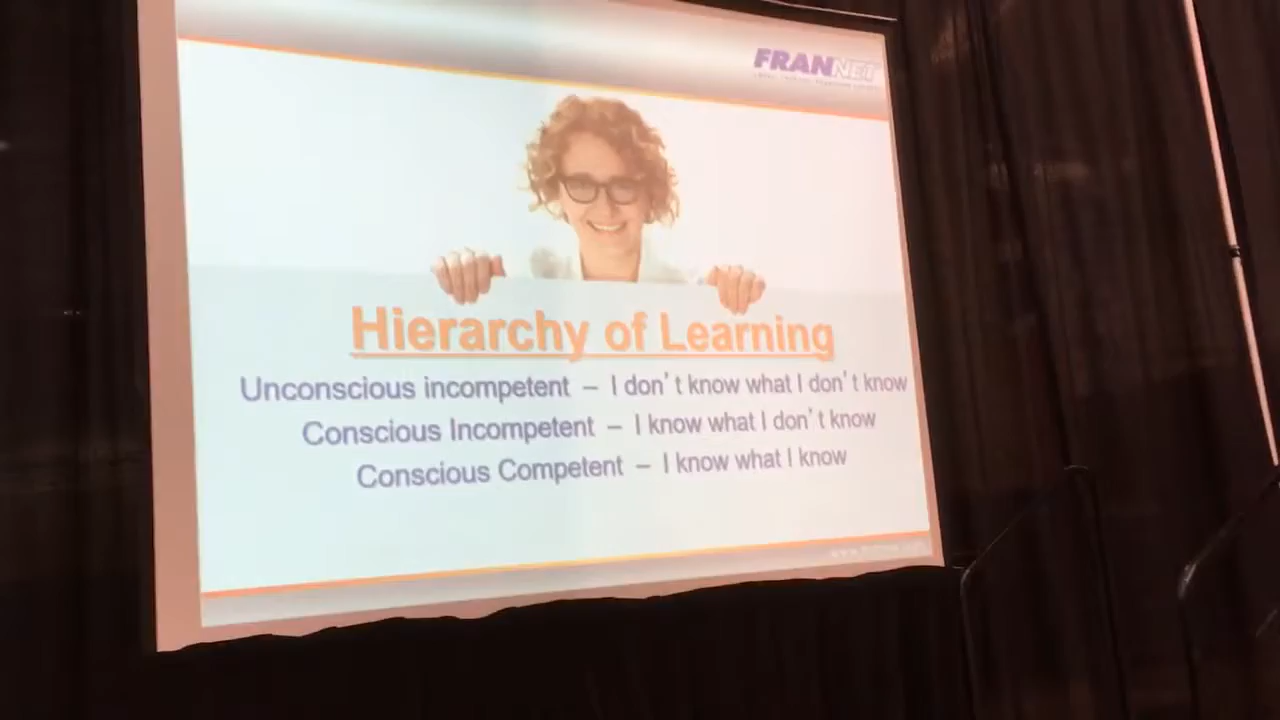 FRANNET
Hierarchy of Learning
Unconscious incompetent – I don't know what I don't know
Conscious Incompetent – I know what I don't know
Conscious Competent – I know what I know